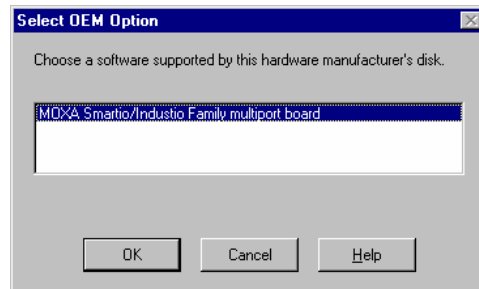 Select OEM Option
Choose a software supported by this hardware manufacturer's disk.
MOXA Smartio/Industio Family multiport board
OK Cancel Help